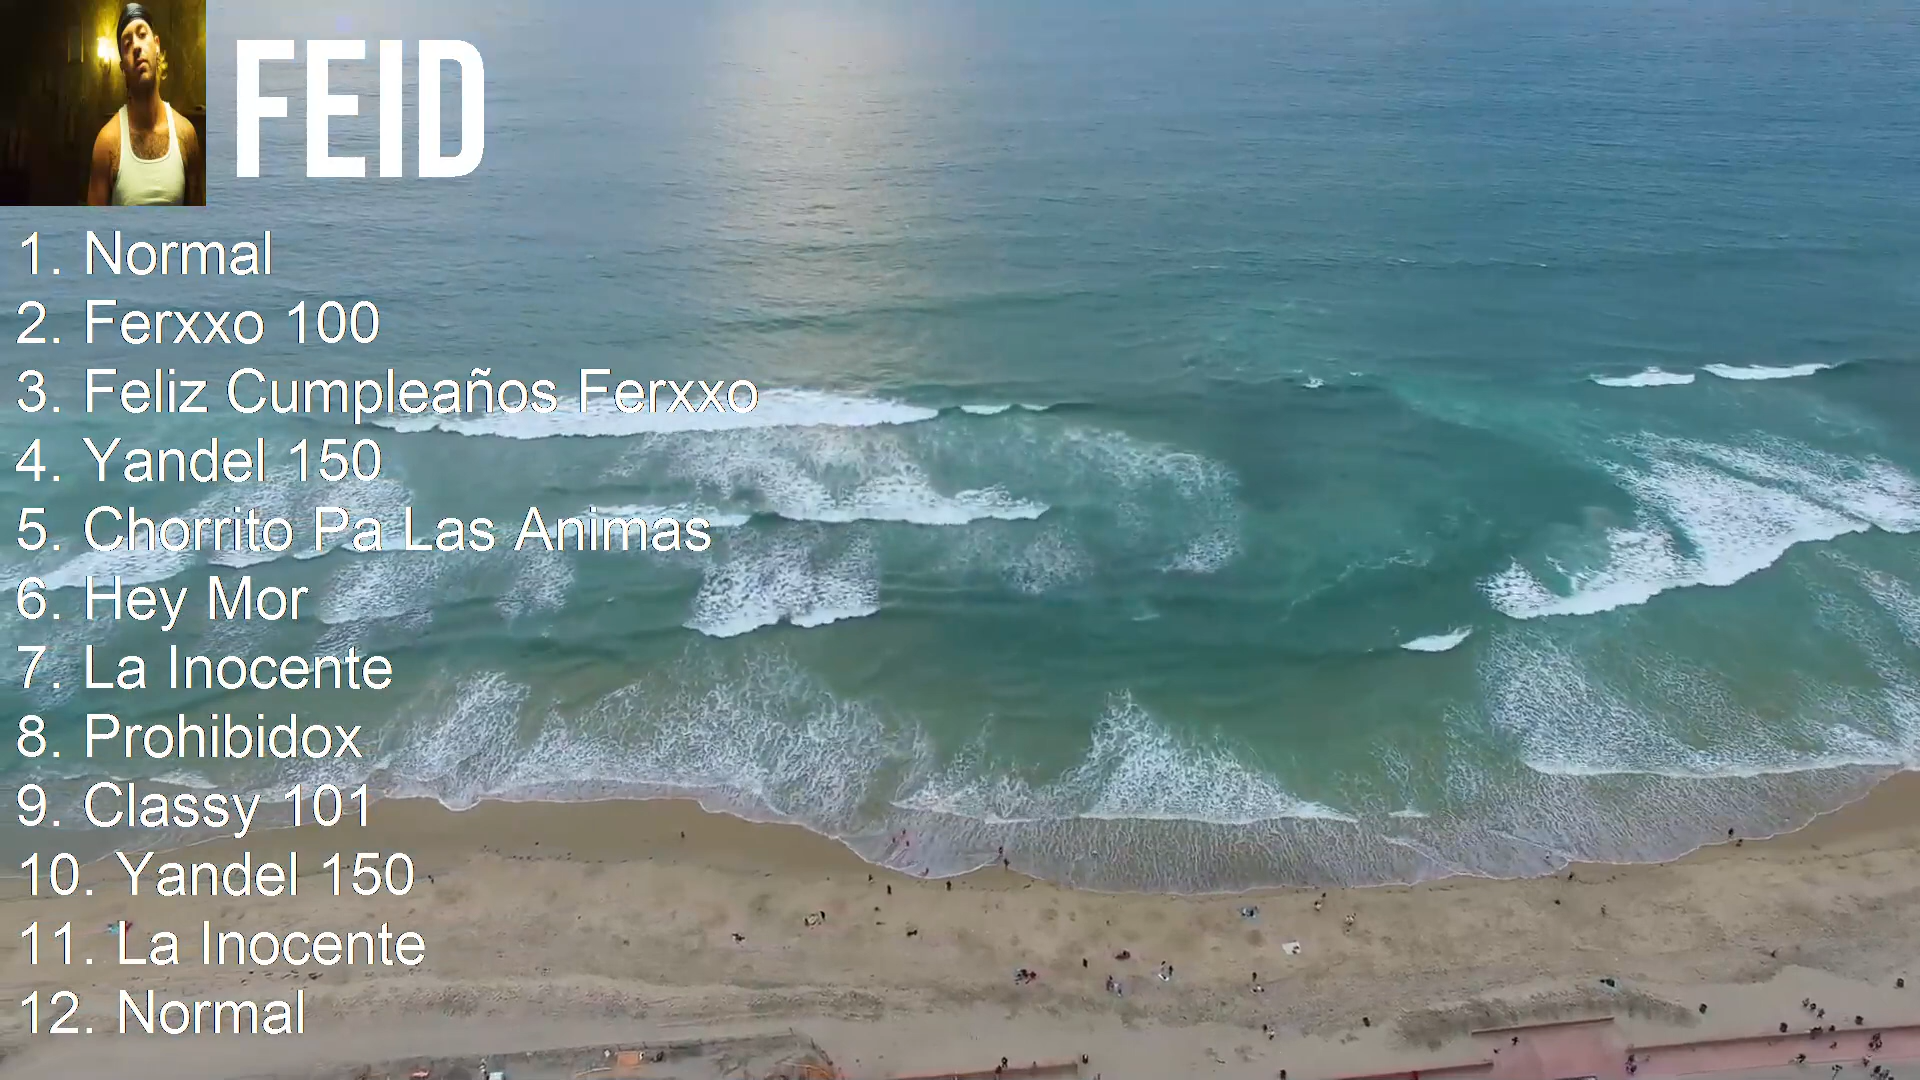 FEID
1. Normal
2. Ferxxo 100
3. Feliz Cumpleaños Ferxxo
4. Yandel 150
5. Chorrito Pa Las Animas
6. Hey Mor
7. La Inocente
8. Prohibidox
9. Classy 101
10. Yandel 150
11. La Inocente
12. Normal